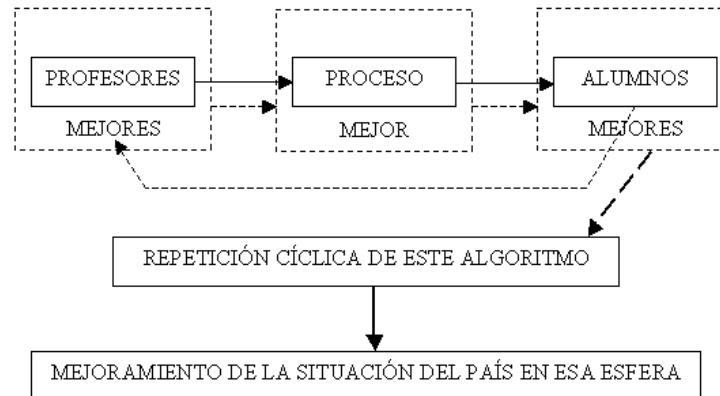 PROFESORES
PROCESO
ALUMNOS
MEJORES
MEJOR
MEJORES
REPETICIÓN CÍCLICA DE ESTE ALGORITMO
MEJORAMIENTO DE LA SITUACIÓN DEL PAÍS EN ESA ESFERA